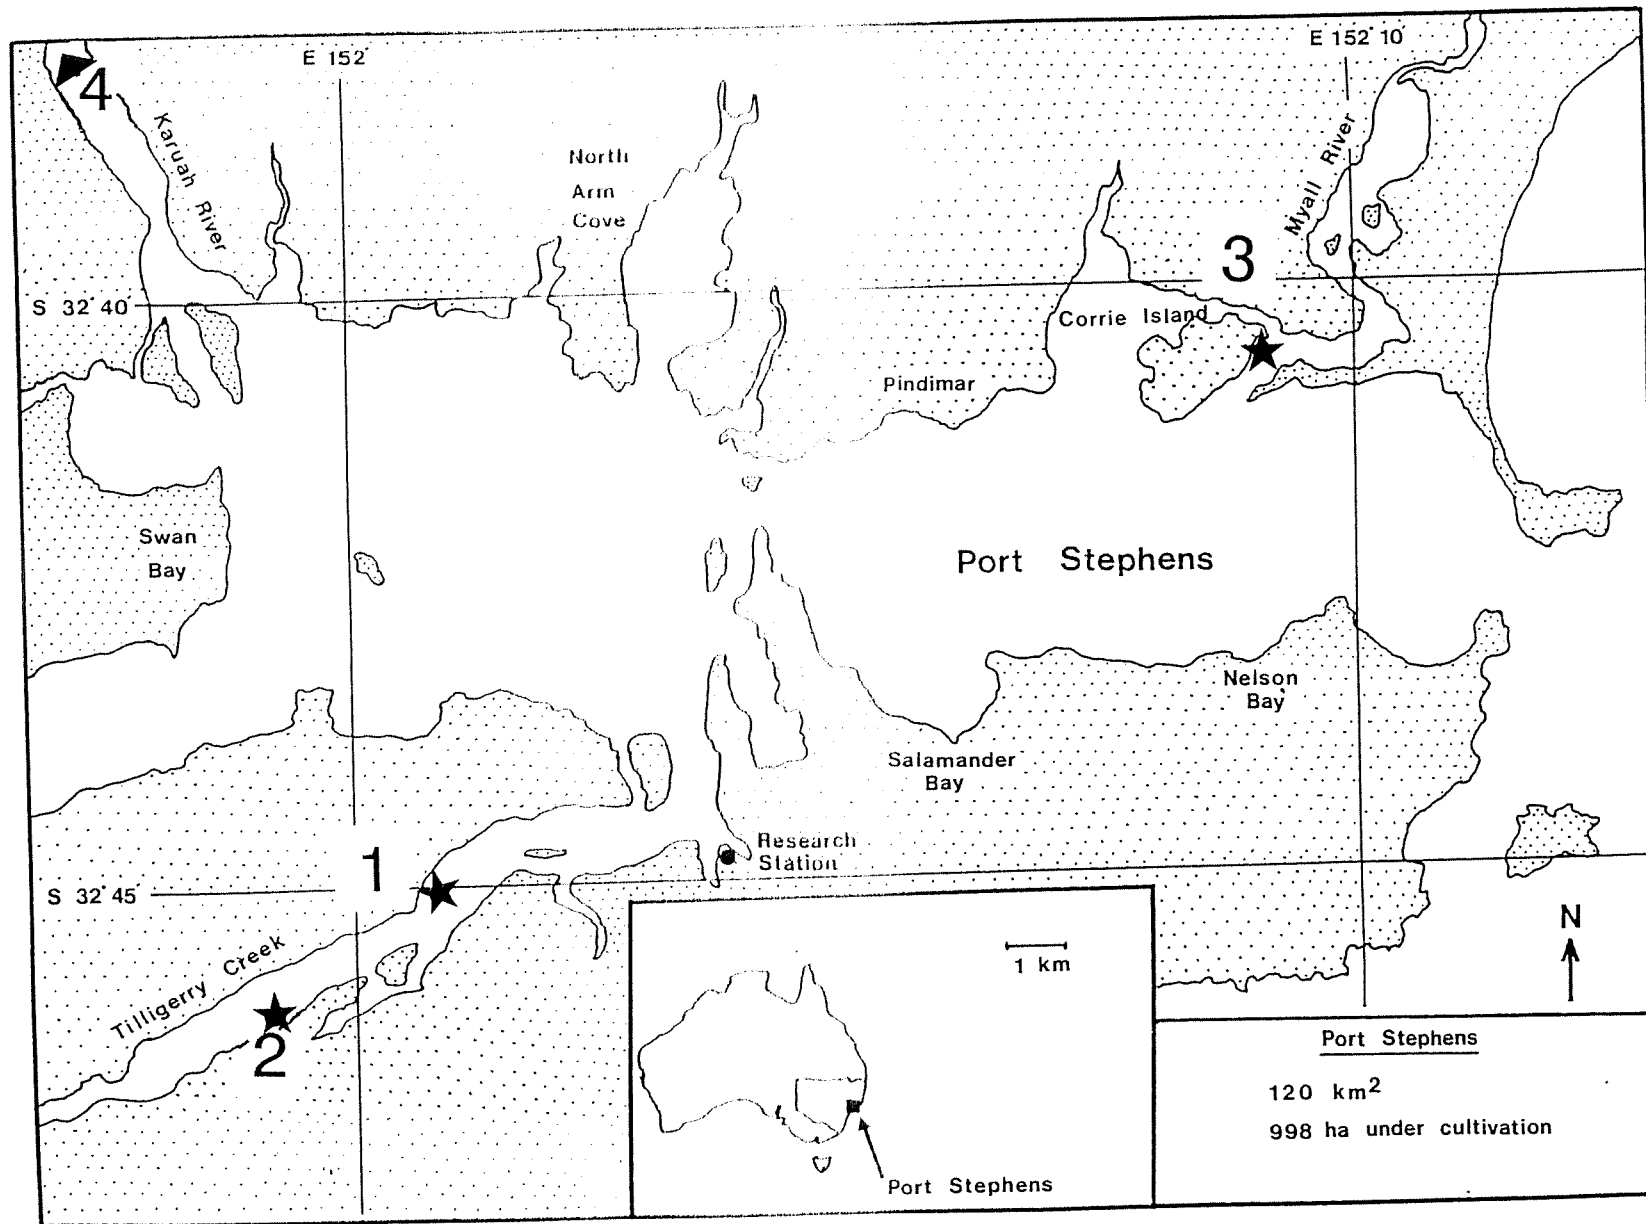 E 152°
E 152° 10'
4
Karuah River
North
Arm
Cove
Myall River
3
S 32° 40'
Corrie Island
Pindimar
Swan
Bay
Port Stephens
Nelson
Bay
Salamander
Bay
Research
Station
1
S 32° 45'
Tilligerry Creek
2
1 km
N
Port Stephens
Port Stephens
120 km2
998 ha under cultivation